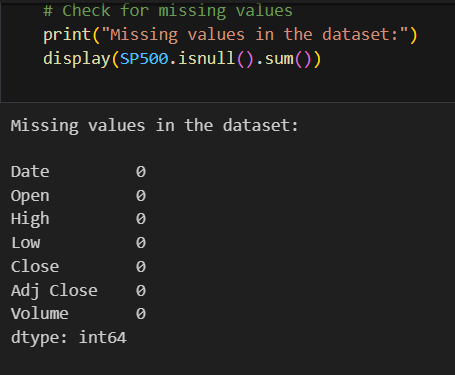 # Check for missing values
print("Missing values in the dataset:")
display(SP500.isnull().sum())
Missing values in the dataset:
Date 0
Open 0
High 0
Low 0
Close 0
Adj Close 0
Volume 0
dtype: int64